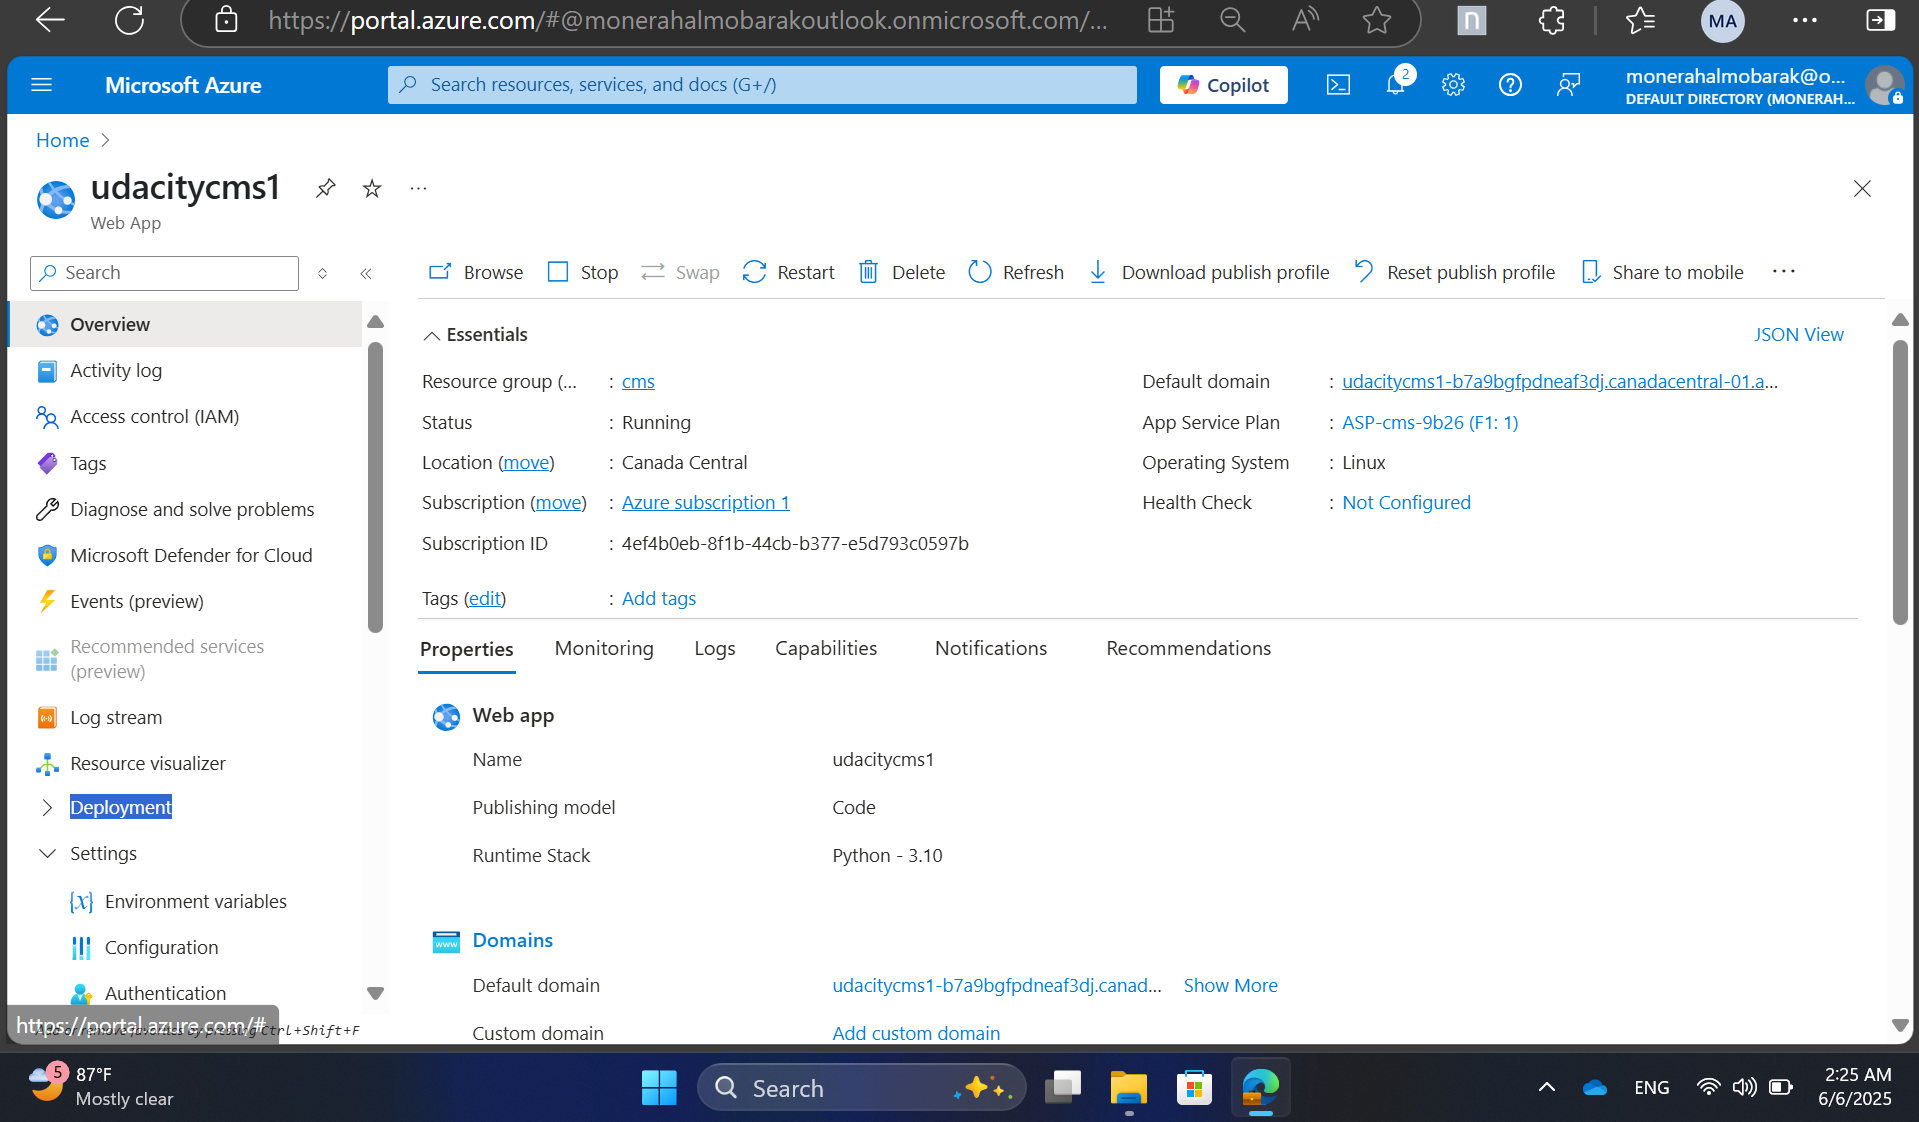 https://portal.azure.com/#@monerahalmobarakoutlook.onmicrosoft.com/...
n
MA
Microsoft Azure
Search resources, services, and docs (G+/)
Copilot
2
monerahalmobarak@o...
DEFAULT DIRECTORY (MONERAH...
Home
udacitycms1
Web App
Search
Browse
Stop
Swap
Restart
Delete
Refresh
Download publish profile
Reset publish profile
Share to mobile
Overview
Activity log
Access control (IAM)
Tags
Diagnose and solve problems
Microsoft Defender for Cloud
Events (preview)
Recommended services
(preview)
Log stream
Resource visualizer
Deployment
Settings
Environment variables
Configuration
Authentication
https://portal.azure.com/#
Ctrl+Shift+F
Essentials
JSON View
Resource group (... : cms
Status : Running
Location (move) : Canada Central
Subscription (move) : Azure subscription 1
Subscription ID : 4ef4b0eb-8f1b-44cb-b377-e5d793c0597b
Default domain : udacitycms1-b7a9bgfpdneaf3dj.canadacentral-01.a...
App Service Plan : ASP-cms-9b26 (F1: 1)
Operating System : Linux
Health Check : Not Configured
Tags (edit) : Add tags
Properties
Monitoring
Logs
Capabilities
Notifications
Recommendations
Web app
Name udacitycms1
Publishing model Code
Runtime Stack Python - 3.10
www
Domains
Default domain udacitycms1-b7a9bgfpdneaf3dj.canad... Show More
Custom domain Add custom domain
5
87°F
Mostly clear
Search
ENG
2:25 AM
6/6/2025